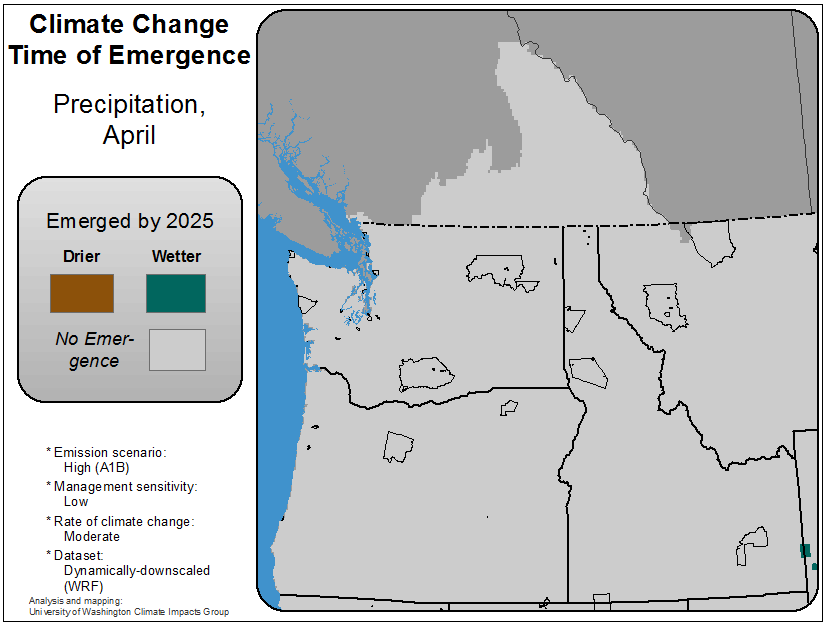 Climate Change
Time of Emergence
Precipitation,
April
Emerged by 2025
Drier Wetter
No Emer-
gence
* Emission scenario:
High (A1B)
* Management sensitivity:
Low
* Rate of climate change:
Moderate
* Dataset:
Dynamically-downscaled
(WRF)
Analysis and mapping:
University of Washington Climate Impacts Group